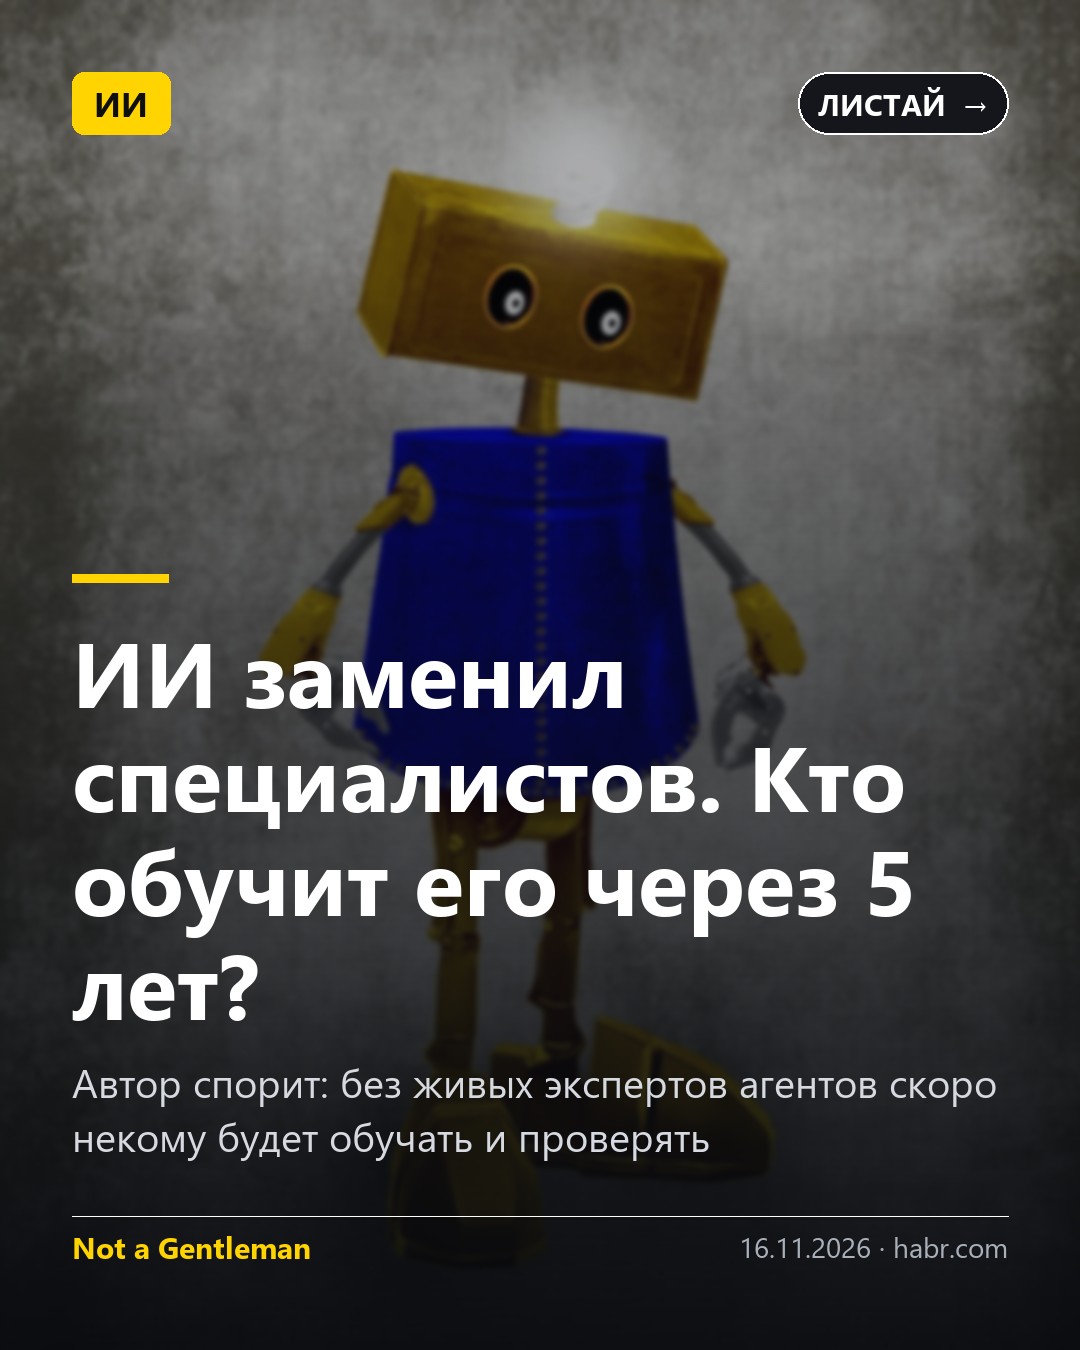 ИИ
ЛИСТАЙ →
ИИ заменил
специалистов. Кто
обучит его через 5
лет?
Автор спорит: без живых экспертов агентов скоро
некому будет обучать и проверять
Not a Gentleman
16.11.2026 · habr.com